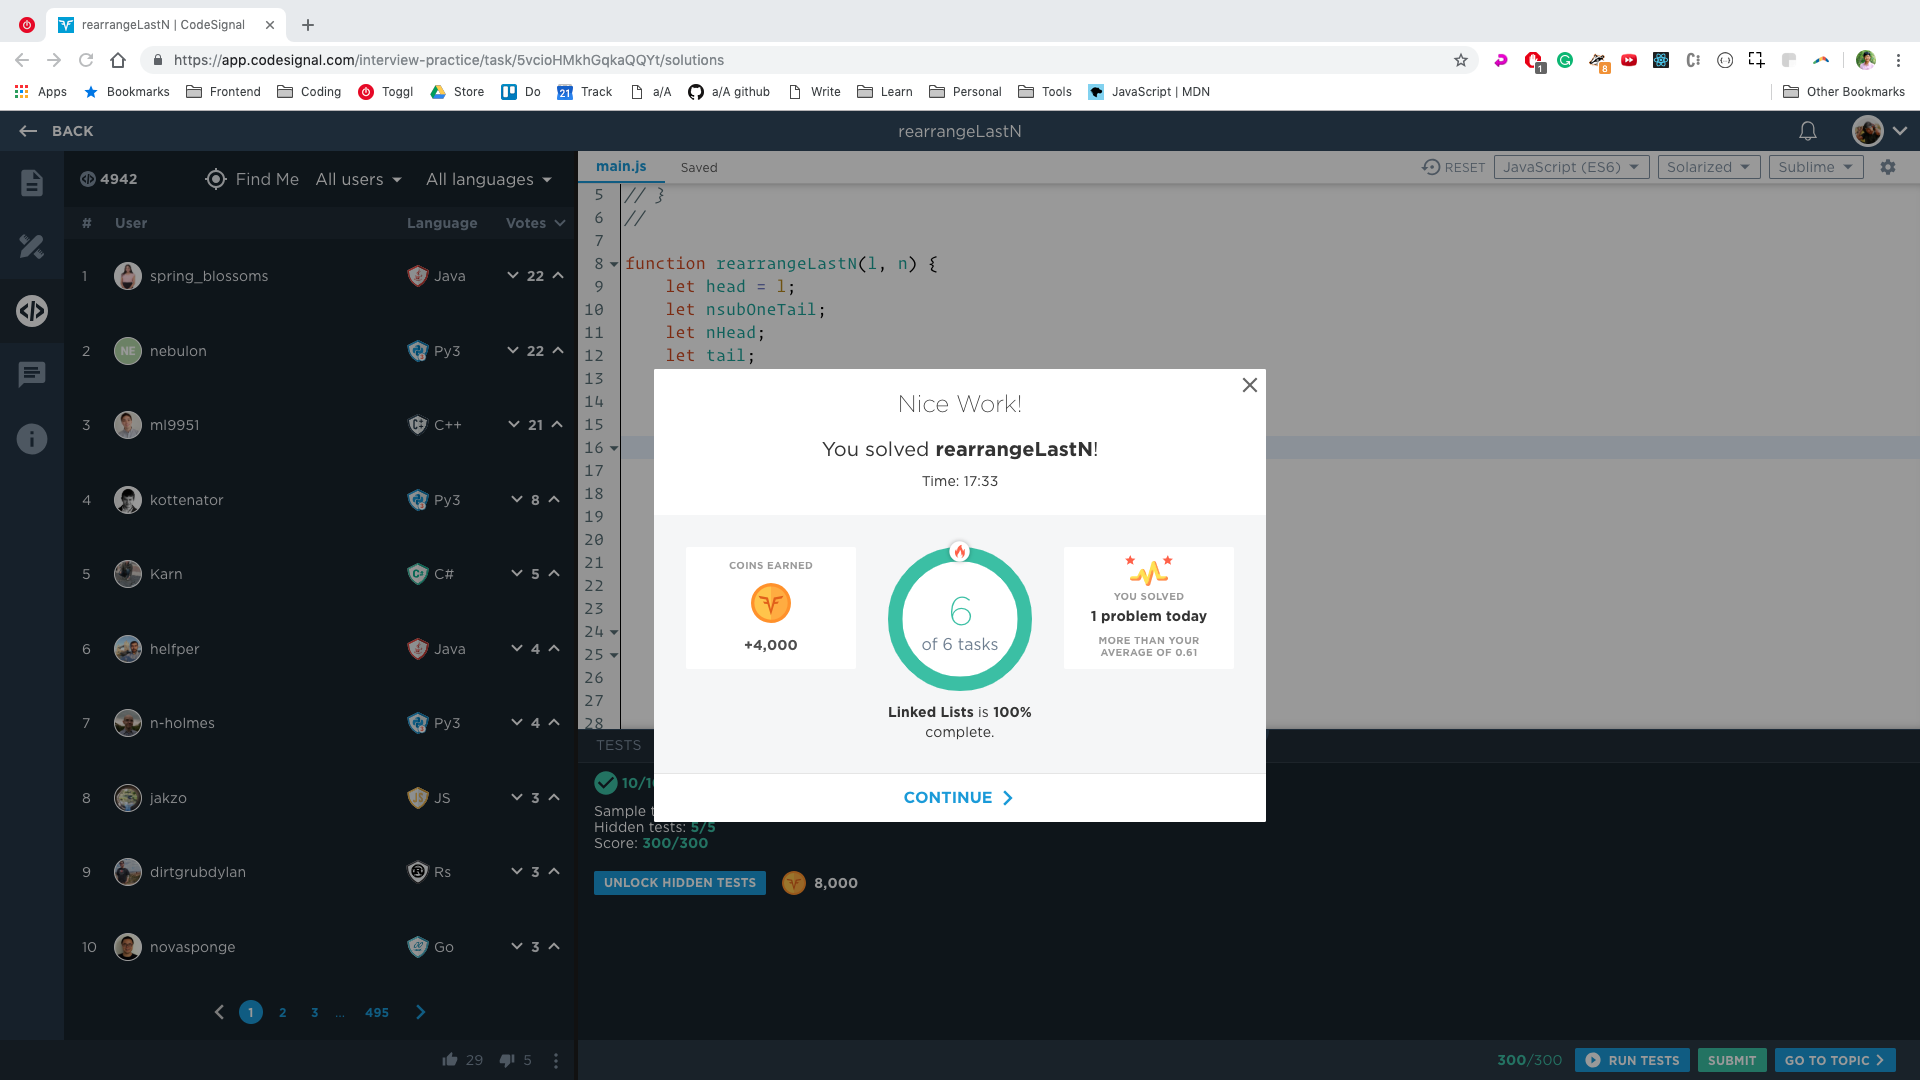 rearrangeLastN | CodeSignal
https://app.codesignal.com/interview-practice/task/5vcioHMkhGqkaQQYt/solutions
1
8
Apps Bookmarks Frontend Coding Toggl Store Do 21 Track a/A a/A github Write Learn Personal Tools JavaScript | MDN Other Bookmarks
BACK
rearrangeLastN
4942 Find Me All users All languages
# User Language Votes
1 spring_blossoms Java 22
2 NE nebulon Py3 22
3 ml9951 C++ 21
4 kottenator Py3 8
5 Karn C# 5
6 helfper Java 4
7 n-holmes Py3 4
8 jakzo JS JS 3
9 dirtgrubdylan Rs 3
10 novasponge Go 3
1 2 3 ... 495
29 5
main.js Saved RESET JavaScript (ES6) Solarized Sublime
5 // }
6 //
7
8 function rearrangeLastN(l, n) {
9 let head = l;
10 let nsubOneTail;
11 let nHead;
12 let tail;
13
14
15
16
17
18
19
20
21
22
23
24
25
26
27
28
Nice Work!
You solved rearrangeLastN!
Time: 17:33
COINS EARNED
+4,000
6
of 6 tasks
Linked Lists is 100%
complete.
YOU SOLVED
1 problem today
MORE THAN YOUR
AVERAGE OF 0.61
CONTINUE
TESTS
10/1
Sample t
Hidden tests: 5/5
Score: 300/300
UNLOCK HIDDEN TESTS 8,000
300/300 RUN TESTS SUBMIT GO TO TOPIC